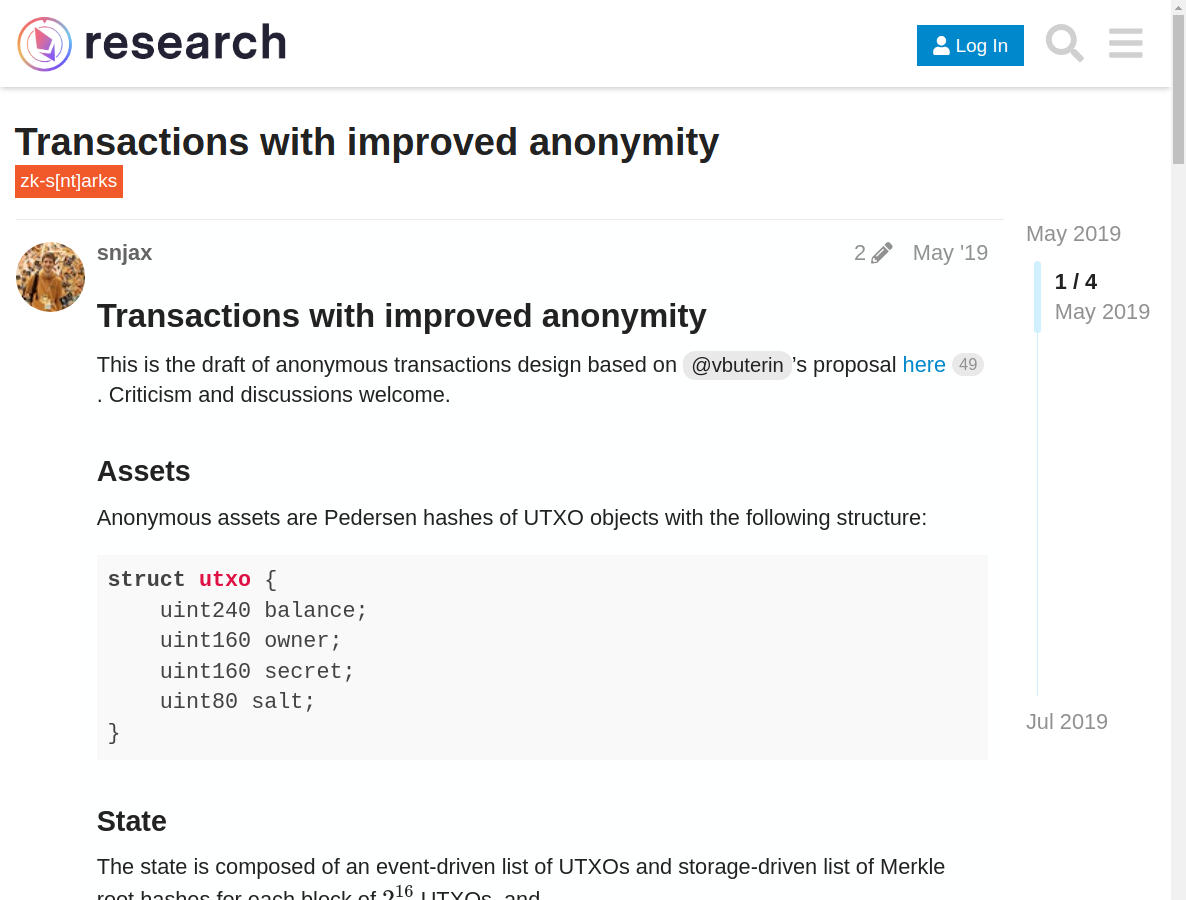 research
Log In
Transactions with improved anonymity
zk-s[nt]arks
snjax
2
May '19
May 2019
1 / 4
May 2019
Jul 2019
Transactions with improved anonymity
This is the draft of anonymous transactions design based on @vbuterin’s proposal here 49
. Criticism and discussions welcome.
Assets
Anonymous assets are Pedersen hashes of UTXO objects with the following structure:
struct utxo {
    uint240 balance;
    uint160 owner;
    uint160 secret;
    uint80 salt;
}
State
The state is composed of an event-driven list of UTXOs and storage-driven list of Merkle
root hashes for each block of 2^16 UTXOs, and